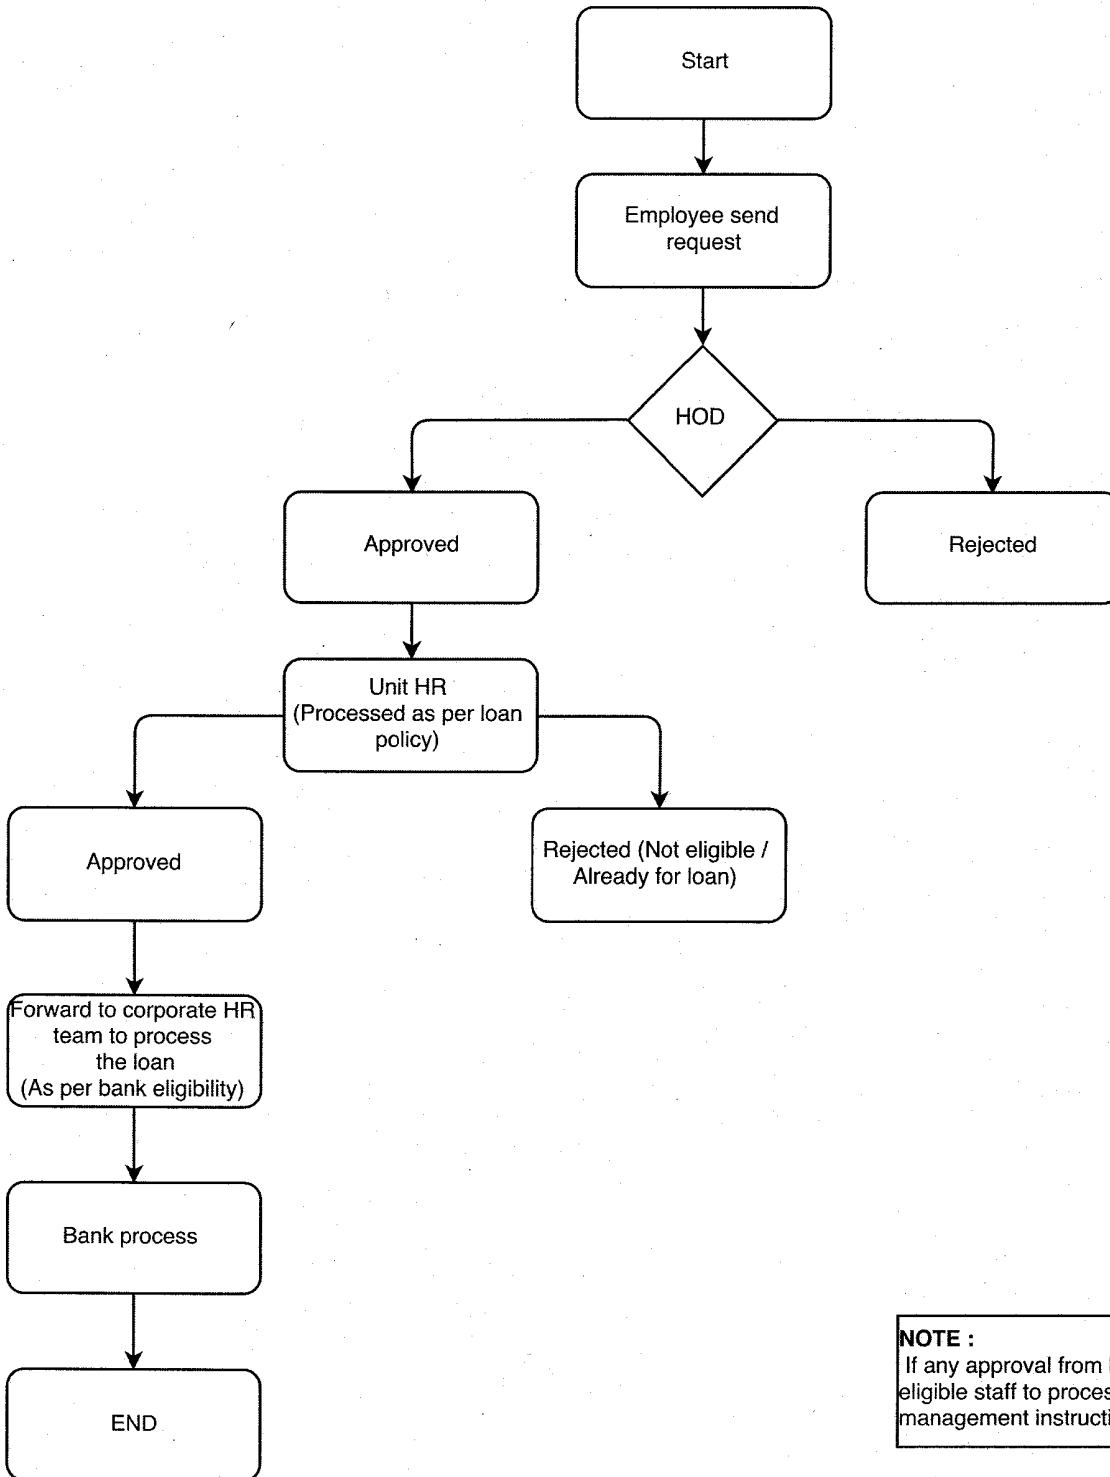 Start
Employee send
request
HOD
Approved
Rejected
Unit HR
(Processed as per loan
policy)
Approved
Rejected (Not eligible /
Already for loan)
Forward to corporate HR
team to process
the loan
(As per bank eligibility)
Bank process
END
NOTE :
If any approval from
eligible staff to
management